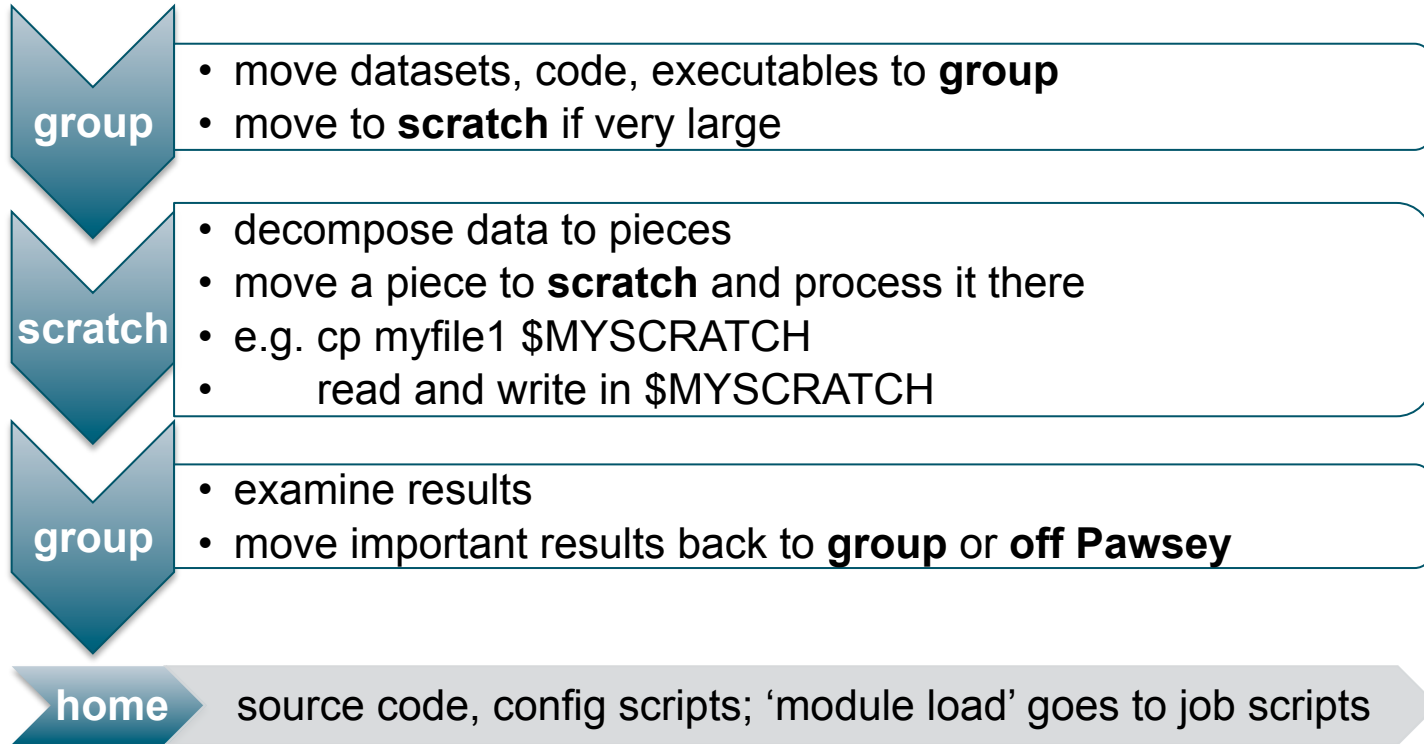 group
• move datasets, code, executables to group
• move to scratch if very large
scratch
• decompose data to pieces
• move a piece to scratch and process it there
• e.g. cp myfile1 $MYSCRATCH
• read and write in $MYSCRATCH
group
• examine results
• move important results back to group or off Pawsey
home
source code, config scripts; ‘module load’ goes to job scripts